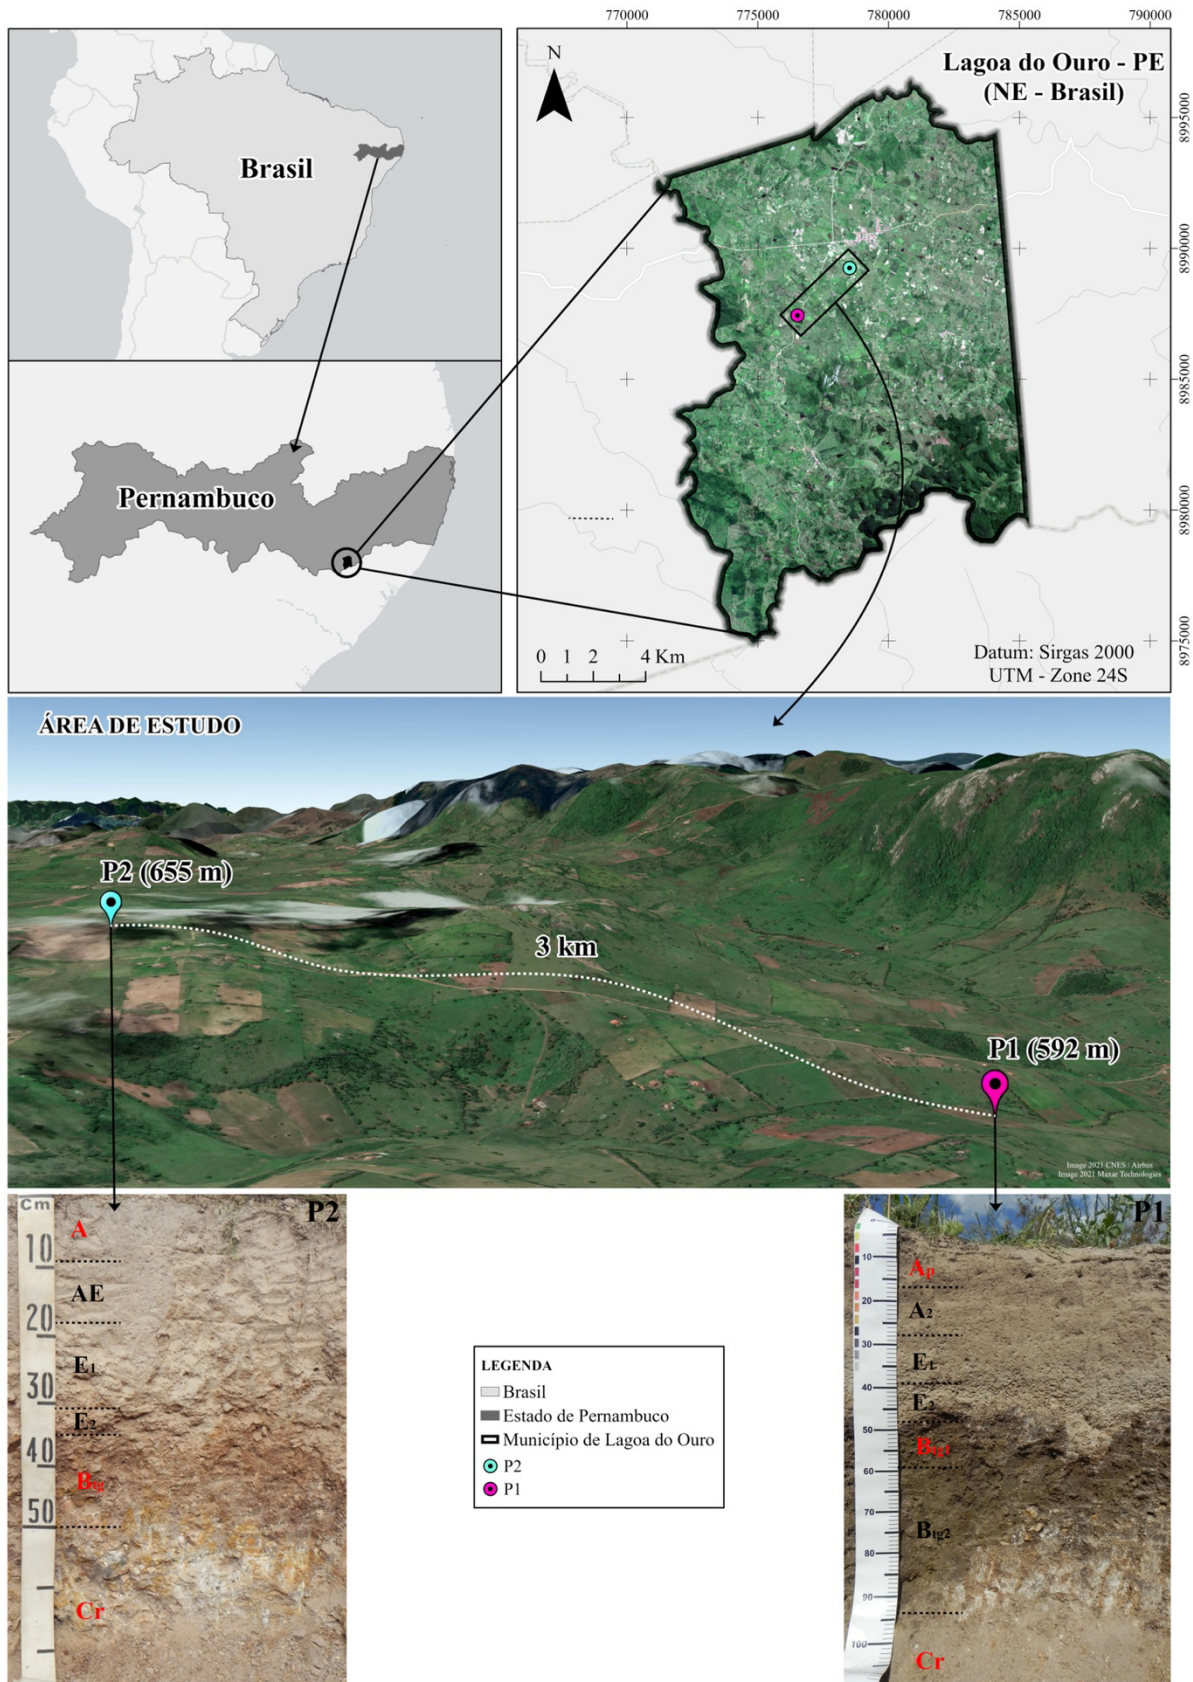 770000
775000
780000
785000
790000
N
Lagoa do Ouro - PE
(NE - Brasil)
8995000
8990000
8985000
8980000
8975000
Brasil
Pernambuco
0 1 2 4 Km
Datum: Sirgas 2000
UTM - Zone 24S
ÁREA DE ESTUDO
P2 (655 m)
3 km
P1 (592 m)
Image 2021 CNES / Airbus
Image 2021 Maxar Technologies
Cm
P2
A
10
AE
20
E1
30
E2
40
Btg
50
Cr
LEGENDA
Brasil
Estado de Pernambuco
Município de Lagoa do Ouro
P2
P1
P1
0
10
Ap
20
A2
30
E1
40
E2
50
Btg1
60
70
Btg2
80
90
100
Cr